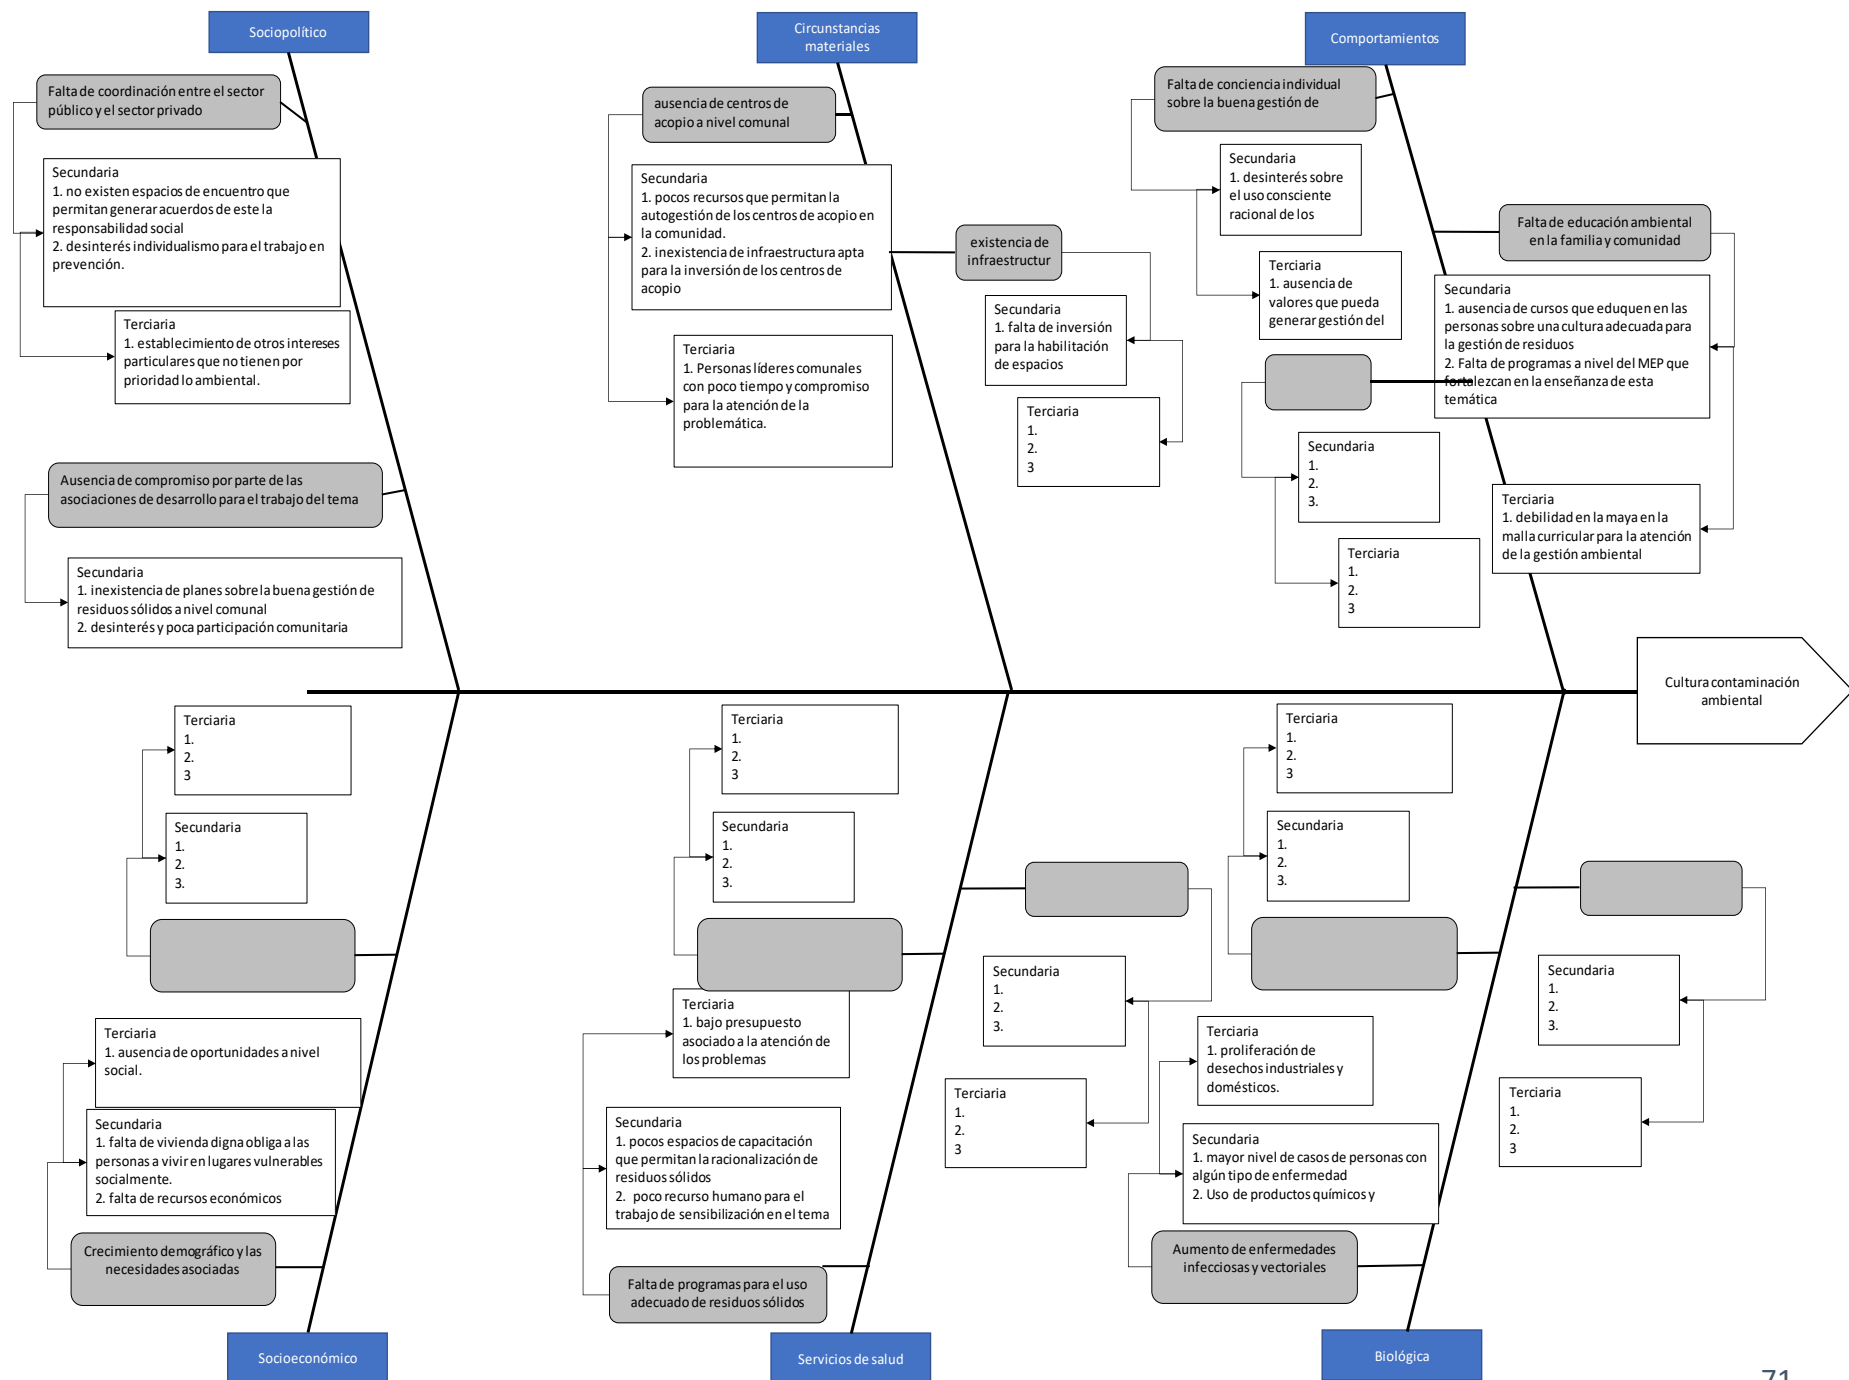 Sociopolítico
Falta de coordinación entre el sector
público y el sector privado
Secundaria
1. no existen espacios de encuentro que
permitan generar acuerdos de este la
responsabilidad social
2. desinterés individualismo para el trabajo en
prevención.
Terciaria
1. establecimiento de otros intereses
particulares que no tienen por
prioridad lo ambiental.
Ausencia de compromiso por parte de las
asociaciones de desarrollo para el trabajo del tema
Secundaria
1. inexistencia de planes sobre la buena gestión de
residuos sólidos a nivel comunal
2. desinterés y poca participación comunitaria
Circunstancias
materiales
ausencia de centros de
acopio a nivel comunal
Secundaria
1. pocos recursos que permitan la
autogestión de los centros de acopio en
la comunidad.
2. inexistencia de infraestructura apta
para la inversión de los centros de
acopio
Terciaria
1. Personas líderes comunales
con poco tiempo y compromiso
para la atención de la
problemática.
existencia de
infraestructur
Secundaria
1. falta de inversión
para la habilitación
de espacios
Terciaria
1.
2.
3
Comportamientos
Falta de conciencia individual
sobre la buena gestión de
Secundaria
1. desinterés sobre
el uso consciente
racional de los
Terciaria
1. ausencia de
valores que pueda
generar gestión del
Secundaria
1.
2.
3.
Terciaria
1.
2.
3
Falta de educación ambiental
en la familia y comunidad
Secundaria
1. ausencia de cursos que eduquen en las
personas sobre una cultura adecuada para
la gestión de residuos
2. Falta de programas a nivel del MEP que
fortalezcan en la enseñanza de esta
temática
Terciaria
1. debilidad en la maya en la
malla curricular para la atención
de la gestión ambiental
Cultura contaminación
ambiental
Terciaria
1.
2.
3
Secundaria
1.
2.
3.
Terciaria
1. ausencia de oportunidades a nivel
social.
Secundaria
1. falta de vivienda digna obliga a las
personas a vivir en lugares vulnerables
socialmente.
2. falta de recursos económicos
Crecimiento demográfico y las
necesidades asociadas
Socioeconómico
Terciaria
1.
2.
3
Secundaria
1.
2.
3.
Terciaria
1. bajo presupuesto
asociado a la atención de
los problemas
Secundaria
1. pocos espacios de capacitación
que permitan la racionalización de
residuos sólidos
2. poco recurso humano para el
trabajo de sensibilización en el tema
Falta de programas para el uso
adecuado de residuos sólidos
Secundaria
1.
2.
3.
Terciaria
1.
2.
3
Servicios de salud
Terciaria
1.
2.
3
Secundaria
1.
2.
3.
Terciaria
1. proliferación de
desechos industriales y
domésticos.
Secundaria
1. mayor nivel de casos de personas con
algún tipo de enfermedad
2. Uso de productos químicos y
Aumento de enfermedades
infecciosas y vectoriales
Secundaria
1.
2.
3.
Terciaria
1.
2.
3
Biológica
71